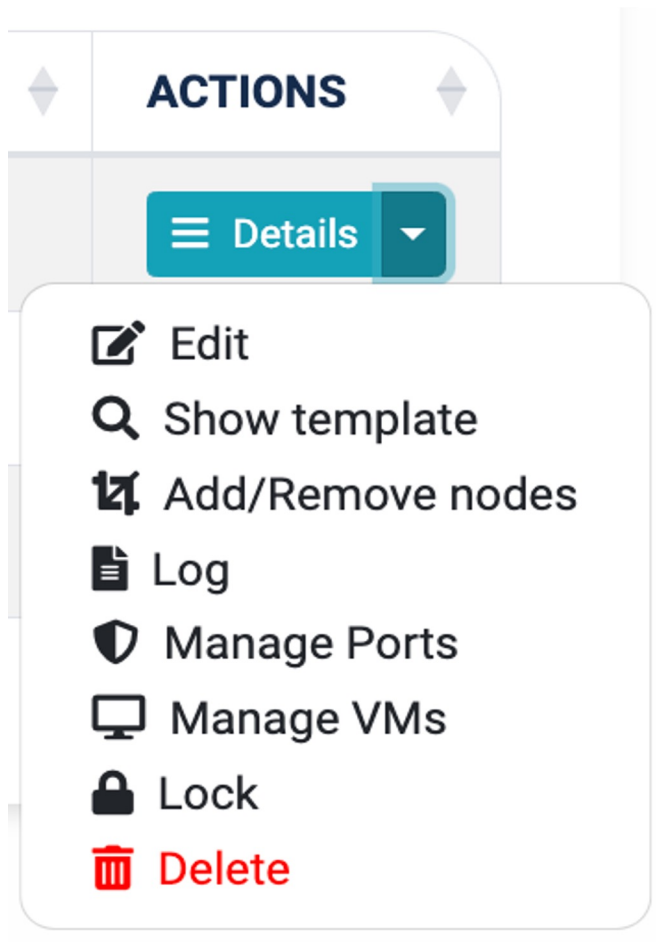 ACTIONS
Details
Edit
Show template
Add/Remove nodes
Log
Manage Ports
Manage VMs
Lock
Delete